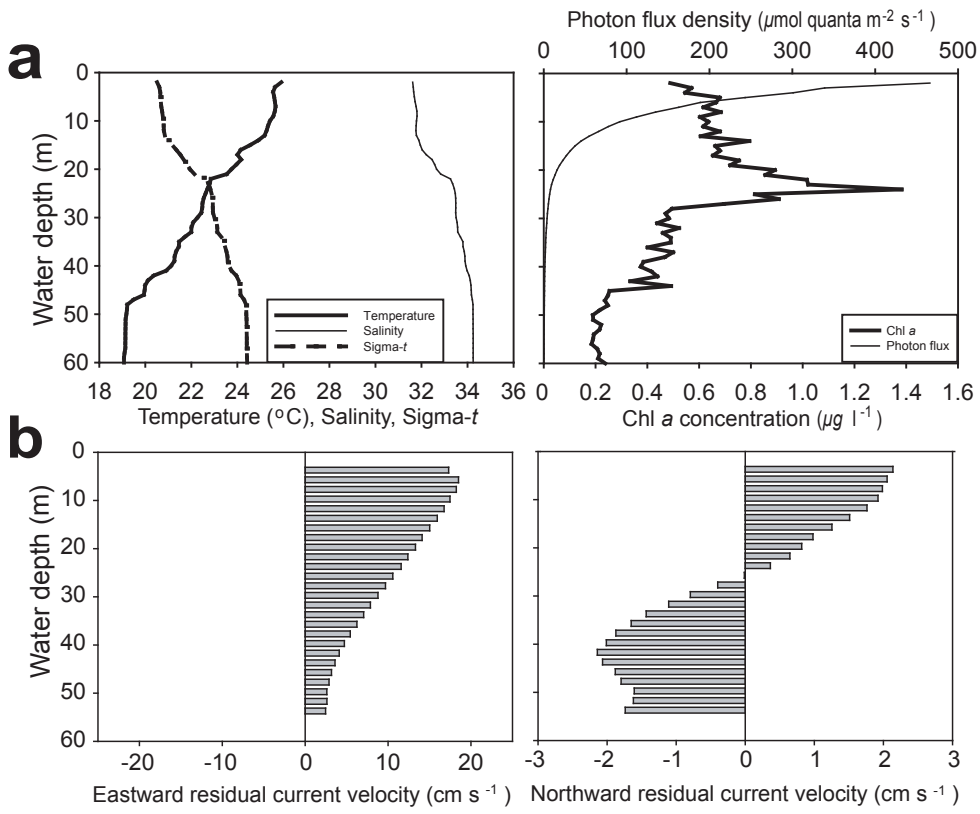 a
Photon flux density (µmol quanta m-2 s-1)
0 100 200 300 400 500
Water depth (m)
0
10
20
30
40
50
60
Temperature
Salinity
Sigma-t
Chl a
Photon flux
18 20 22 24 26 28 30 32 34 36
0 0.2 0.4 0.6 0.8 1.0 1.2 1.4 1.6
Temperature (oC), Salinity, Sigma-t
Chl a concentration (µg l-1)
b
Water depth (m)
0
10
20
30
40
50
60
-20 -10 0 10 20
-3 -2 -1 0 1 2 3
Eastward residual current velocity (cm s -1)
Northward residual current velocity (cm s -1)